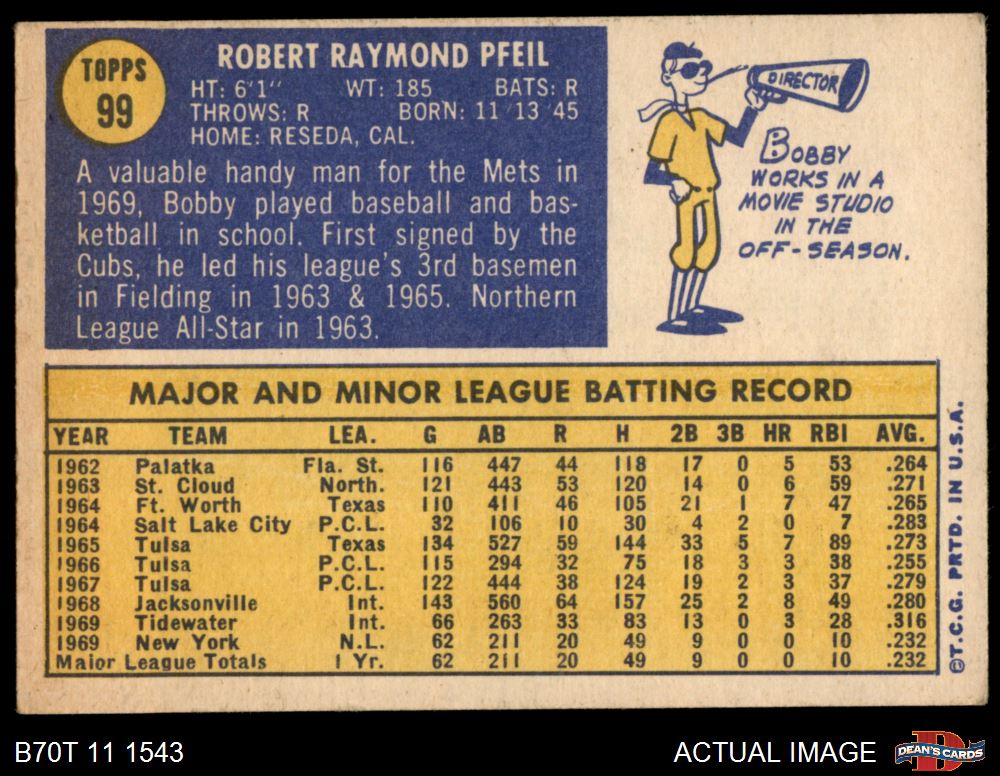 TOPPS
99
ROBERT RAYMOND PFEIL
HT: 6'1" WT: 185 BATS: R
THROWS: R BORN: 11 13 45
HOME: RESEDA, CAL.
A valuable handy man for the Mets in
1969, Bobby played baseball and bas-
ketball in school. First signed by the
Cubs, he led his league's 3rd basemen
in Fielding in 1963 & 1965. Northern
League All-Star in 1963.
DIRECTOR
BOBBY
WORKS IN A
MOVIE STUDIO
IN THE
OFF-SEASON.
MAJOR AND MINOR LEAGUE BATTING RECORD
YEAR TEAM LEA. G AB R H 2B 3B HR RBI AVG.
1962 Palatka Fla. St. 116 447 44 118 17 0 5 53 .264
1963 St. Cloud North. 121 443 53 120 14 0 6 59 .271
1964 Ft. Worth Texas 110 411 46 105 21 1 7 47 .265
1964 Salt Lake City P.C.L. 32 106 10 30 4 2 0 7 .283
1965 Tulsa Texas 134 527 59 144 33 5 7 89 .273
1966 Tulsa P.C.L. 115 294 32 75 18 3 3 38 .255
1967 Tulsa P.C.L. 122 444 38 124 19 2 3 37 .279
1968 Jacksonville Int. 143 560 64 157 25 2 8 49 .280
1969 Tidewater Int. 66 263 33 83 13 0 3 28 .316
1969 New York N.L. 62 211 20 49 9 0 0 10 .232
Major League Totals 1 Yr. 62 211 20 49 9 0 0 10 .232
©T.C.G. PRTD. IN U.S.A.
B70T 11 1543
ACTUAL IMAGE
DEAN'S CARDS